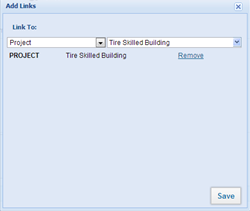 Add Links
Link To:
Project Tire Skilled Building
PROJECT Tire Skilled Building Remove
Save